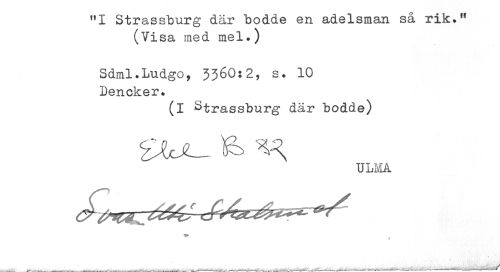 "I Strassburg där bodde en adelsman så rik."
(Visa med mel.)
Sdml.Ludgo, 3360:2, s. 10
Dencker.
(I Strassburg där bodde)
Ekl B 82
ULMA